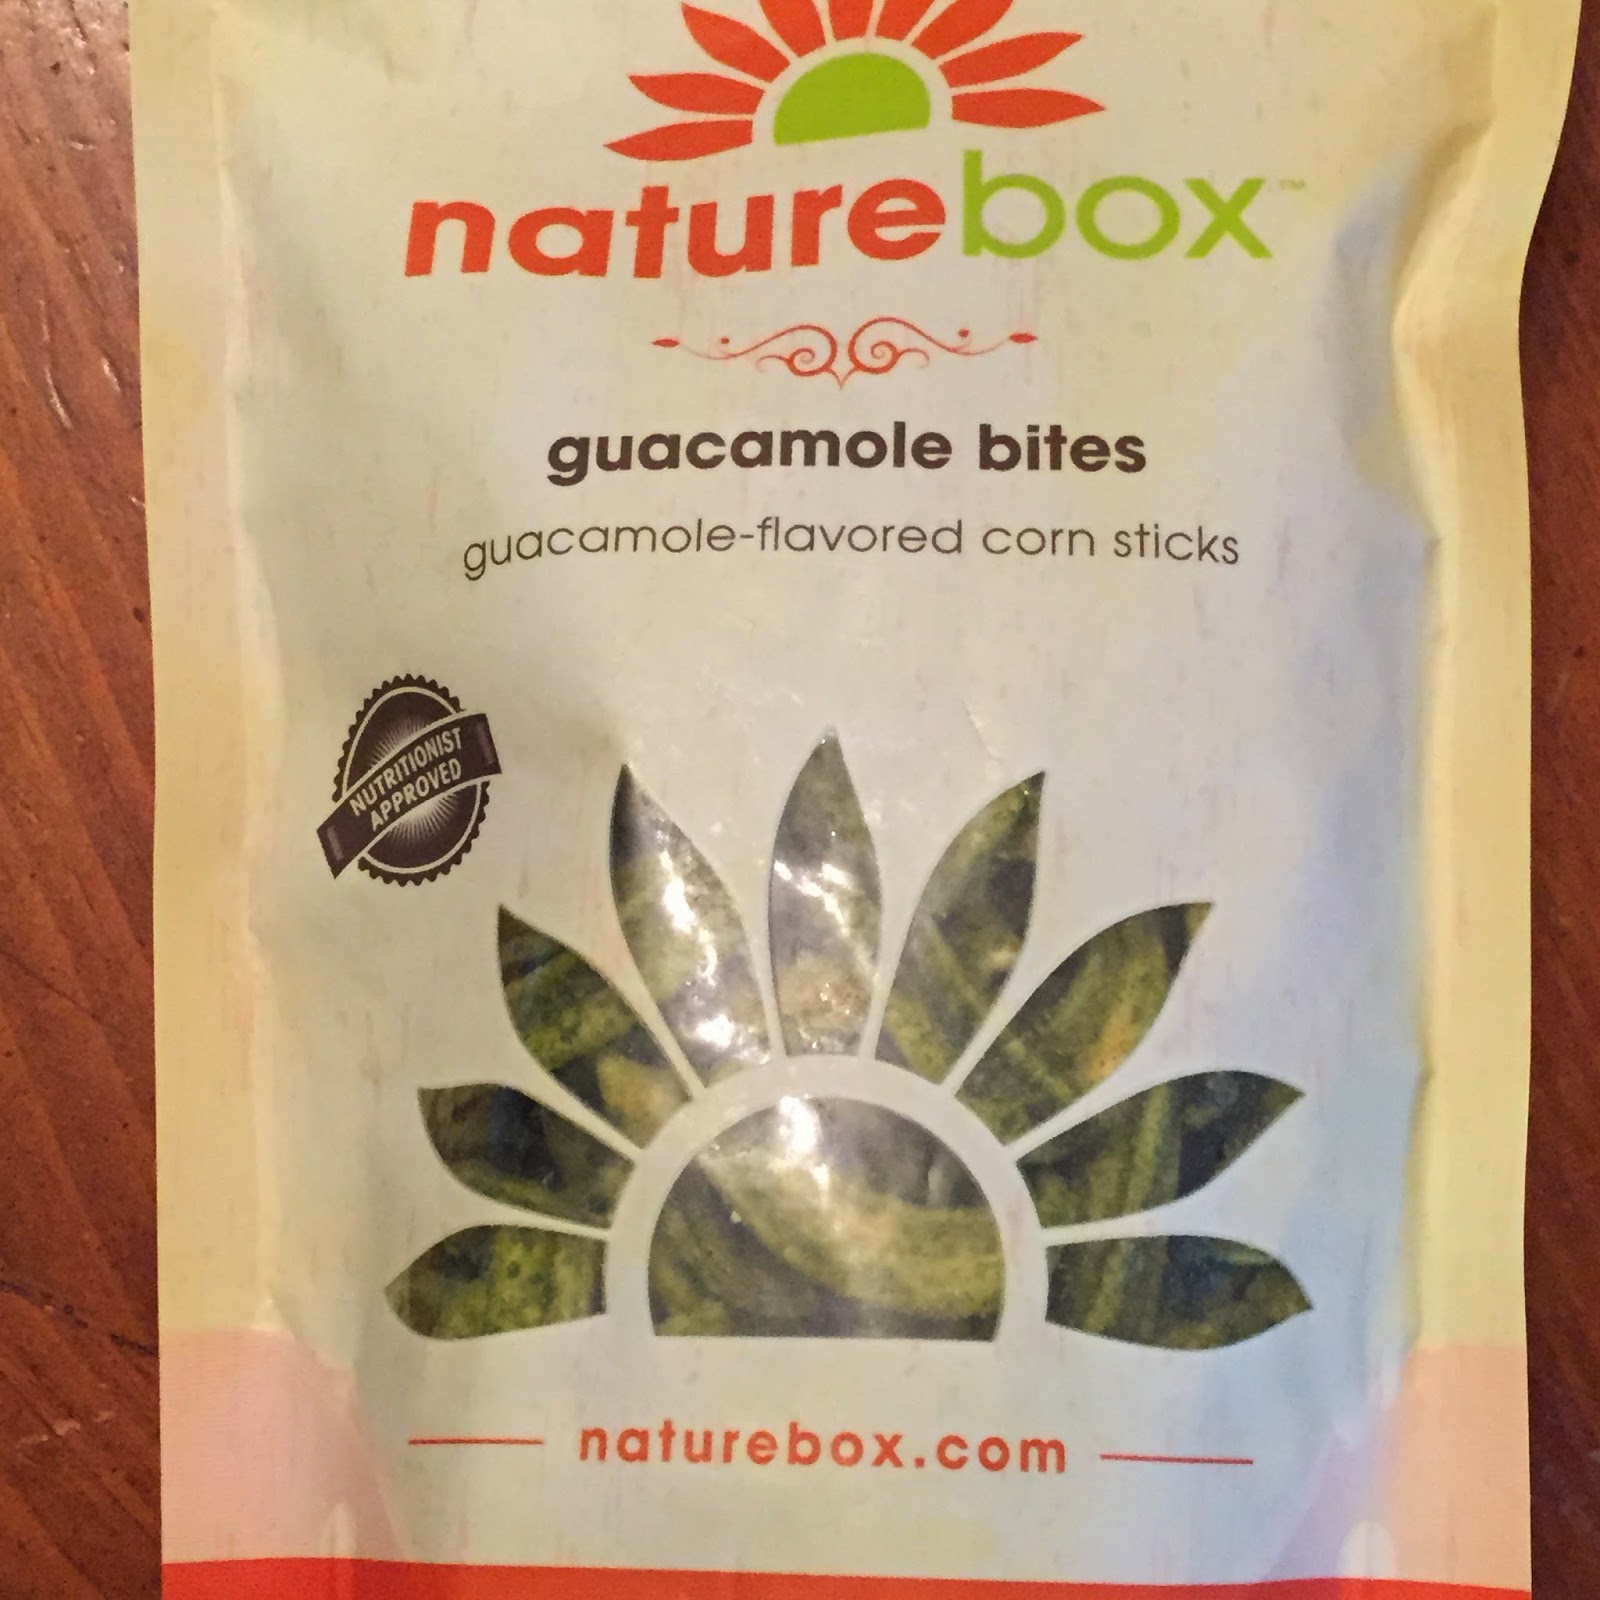 naturebox™
guacamole bites
guacamole-flavored corn sticks
NUTRITIONIST
APPROVED
naturebox.com